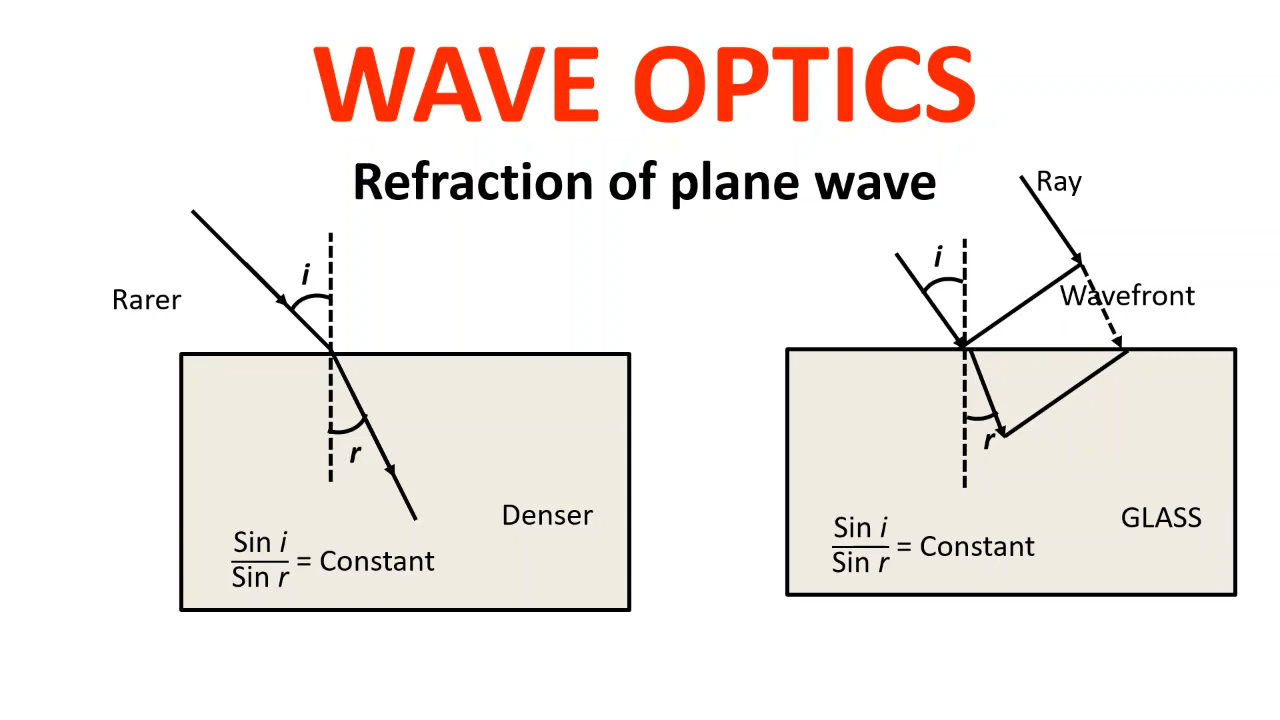 WAVE OPTICS
Refraction of plane wave
Rarer
i
r
Denser
Sin i
Sin r
= Constant
Ray
i
Wavefront
r
GLASS
Sin i
Sin r
= Constant